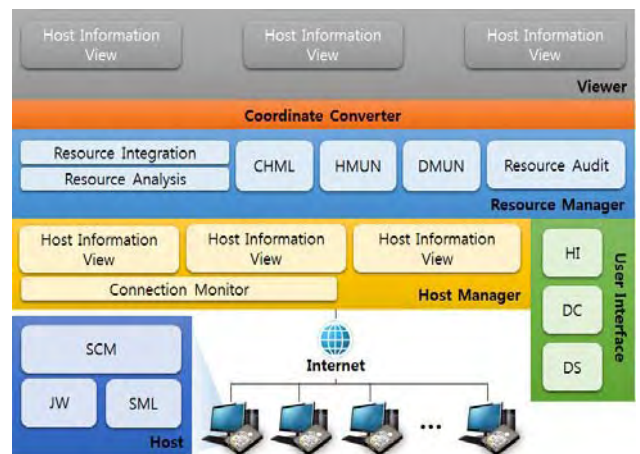 Host Information
View
Host Information
View
Host Information
View
Viewer
Coordinate Converter
Resource Integration
Resource Analysis
CHML
HMUN
DMUN
Resource Audit
Resource Manager
Host Information
View
Host Information
View
Host Information
View
Connection Monitor
Host Manager
HI
DC
DS
User Interface
SCM
JW
SML
Host
Internet
...